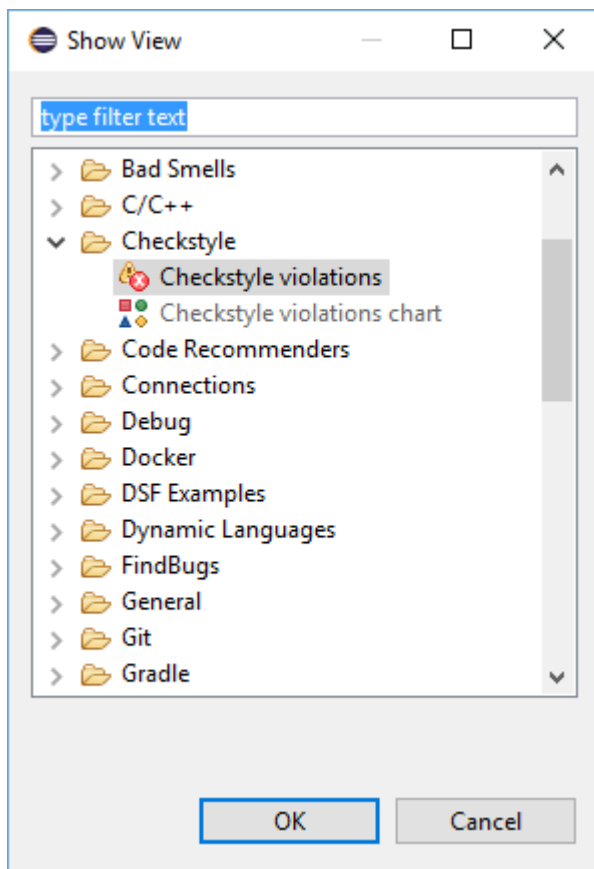 Show View
type filter text
Bad Smells
C/C++
Checkstyle
Checkstyle violations
Checkstyle violations chart
Code Recommenders
Connections
Debug
Docker
DSF Examples
Dynamic Languages
FindBugs
General
Git
Gradle
OK Cancel